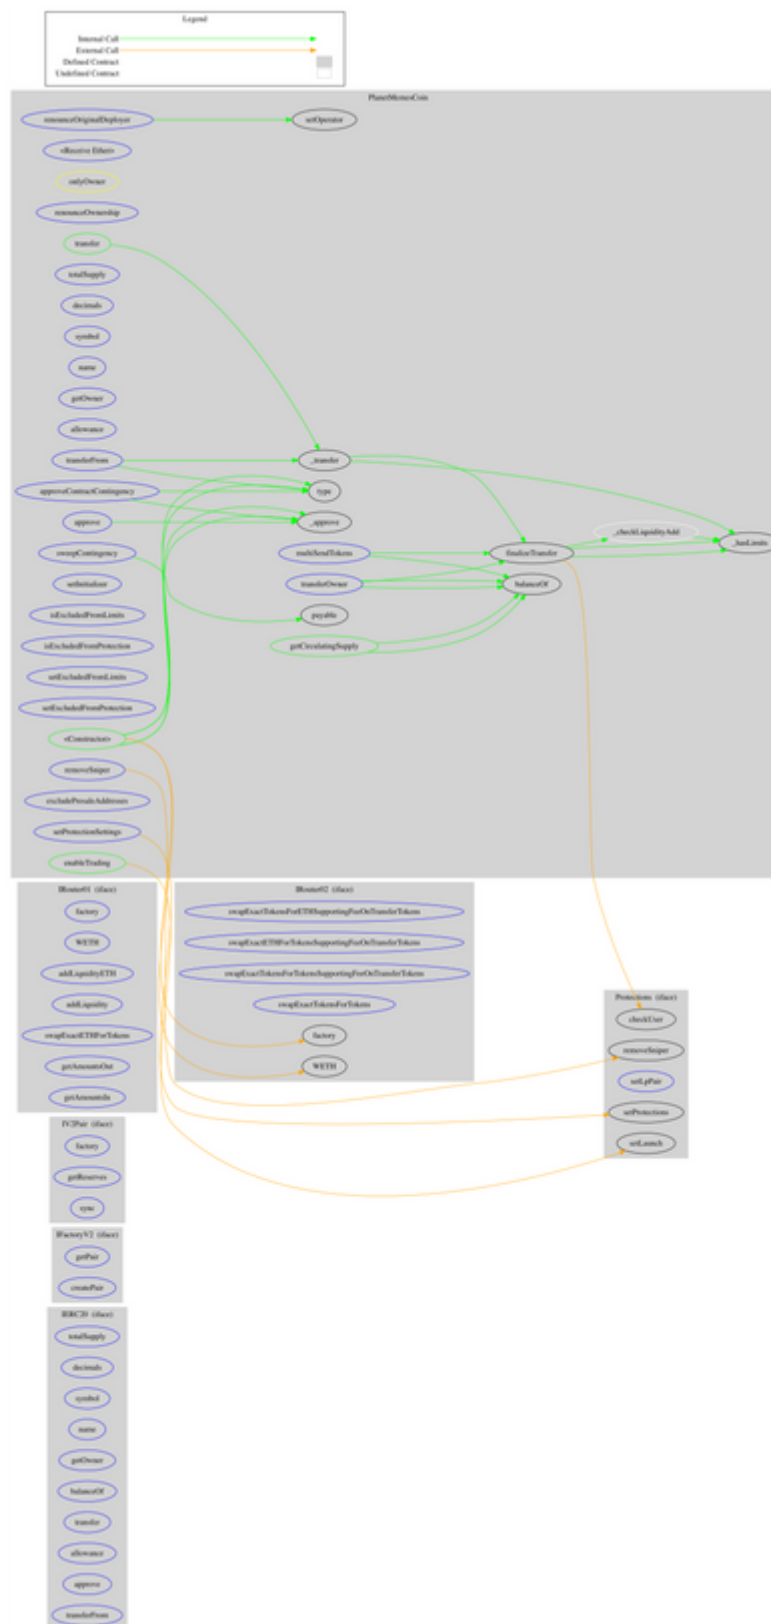 Legend
Internal Call
External Call
Defined Contract
Undefined Contract
PlanetMemesCoin
renounceOriginalDeployer
setOperator
<Receive Ether>
onlyOwner
renounceOwnership
transfer
totalSupply
decimals
symbol
name
getOwner
allowance
transferFrom
_transfer
approveContractContingency
type
approve
_approve
sweepContingency
multiSendTokens
finalizeTransfer
_checkLiquidityAdd
_hasLimits
setInitializer
transferOwner
balanceOf
isExcludedFromLimits
payable
isExcludedFromProtection
getCirculatingSupply
setExcludedFromLimits
setExcludedFromProtection
<Constructor>
removeSniper
excludePresaleAddresses
setProtectionSettings
enableTrading
IRouter01 (iface)
factory
WETH
addLiquidityETH
addLiquidity
swapExactETHForTokens
getAmountsOut
getAmountsIn
IRouter02 (iface)
swapExactTokensForETHSupportingFeeOnTransferTokens
swapExactETHForTokensSupportingFeeOnTransferTokens
swapExactTokensForTokensSupportingFeeOnTransferTokens
swapExactTokensForTokens
factory
WETH
Protections (iface)
checkUser
removeSniper
setLpPair
setProtections
setLaunch
IV2Pair (iface)
factory
getReserves
sync
IFactoryV2 (iface)
getPair
createPair
IERC20 (iface)
totalSupply
decimals
symbol
name
getOwner
balanceOf
transfer
allowance
approve
transferFrom